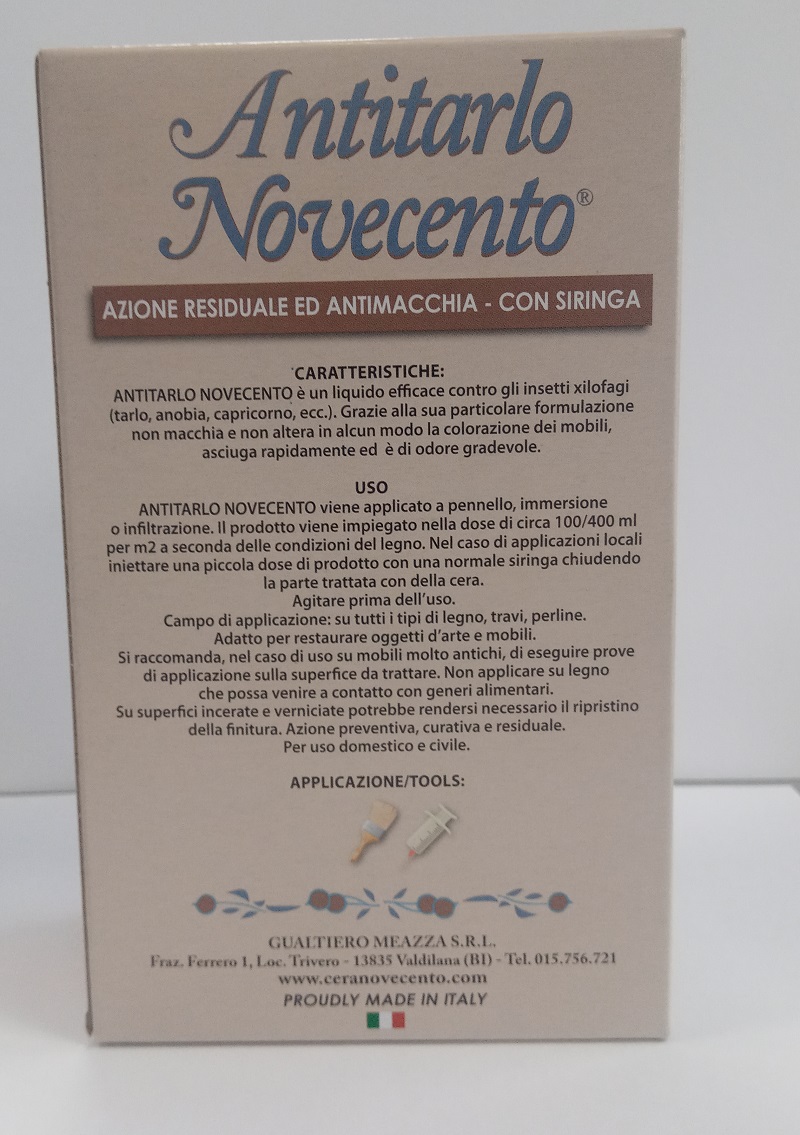 Antitarlo
Novecento®
AZIONE RESIDUALE ED ANTIMACCHIA - CON SIRINGA
CARATTERISTICHE:
ANTITARLO NOVECENTO è un liquido efficace contro gli insetti xilofagi
(tarlo, anobia, capricorno, ecc.). Grazie alla sua particolare formulazione
non macchia e non altera in alcun modo la colorazione dei mobili,
asciuga rapidamente ed è di odore gradevole.
USO
ANTITARLO NOVECENTO viene applicato a pennello, immersione
o infiltrazione. Il prodotto viene impiegato nella dose di circa 100/400 ml
per m2 a seconda delle condizioni del legno. Nel caso di applicazioni locali
iniettare una piccola dose di prodotto con una normale siringa chiudendo
la parte trattata con della cera.
Agitare prima dell'uso.
Campo di applicazione: su tutti i tipi di legno, travi, perline.
Adatto per restaurare oggetti d'arte e mobili.
Si raccomanda, nel caso di uso su mobili molto antichi, di eseguire prove
di applicazione sulla superfice da trattare. Non applicare su legno
che possa venire a contatto con generi alimentari.
Su superfici incerate e verniciate potrebbe rendersi necessario il ripristino
della finitura. Azione preventiva, curativa e residuale.
Per uso domestico e civile.
APPLICAZIONE/TOOLS:
GUALTIERO MEAZZA S.R.L.
Fraz. Ferrero 1, Loc. Trivero - 13835 Valdilana (BI) - Tel. 015.756.721
www.ceranovecento.com
PROUDLY MADE IN ITALY